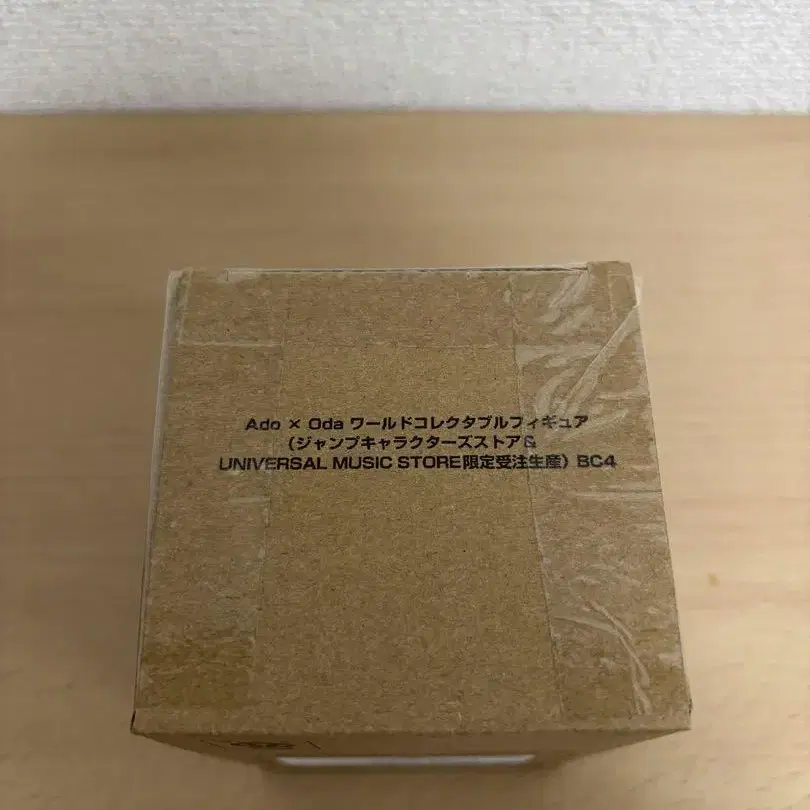 Ado × Oda ワールドコレクタブルフィギュア
（ジャンプキャラクターズストア&
UNIVERSAL MUSIC STORE限定受注生産）BC4